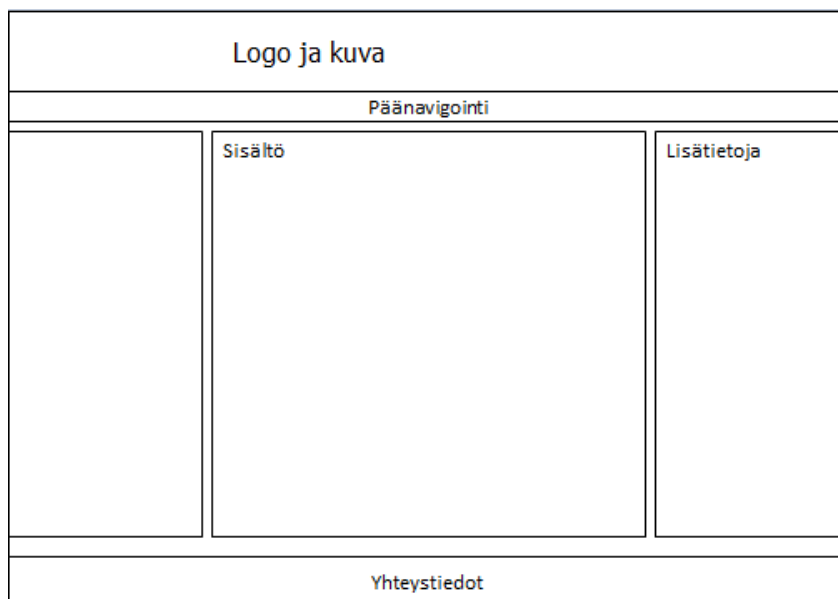 Logo ja kuva
Päänavigointi
Sisältö
Lisätietoja
Yhteystiedot